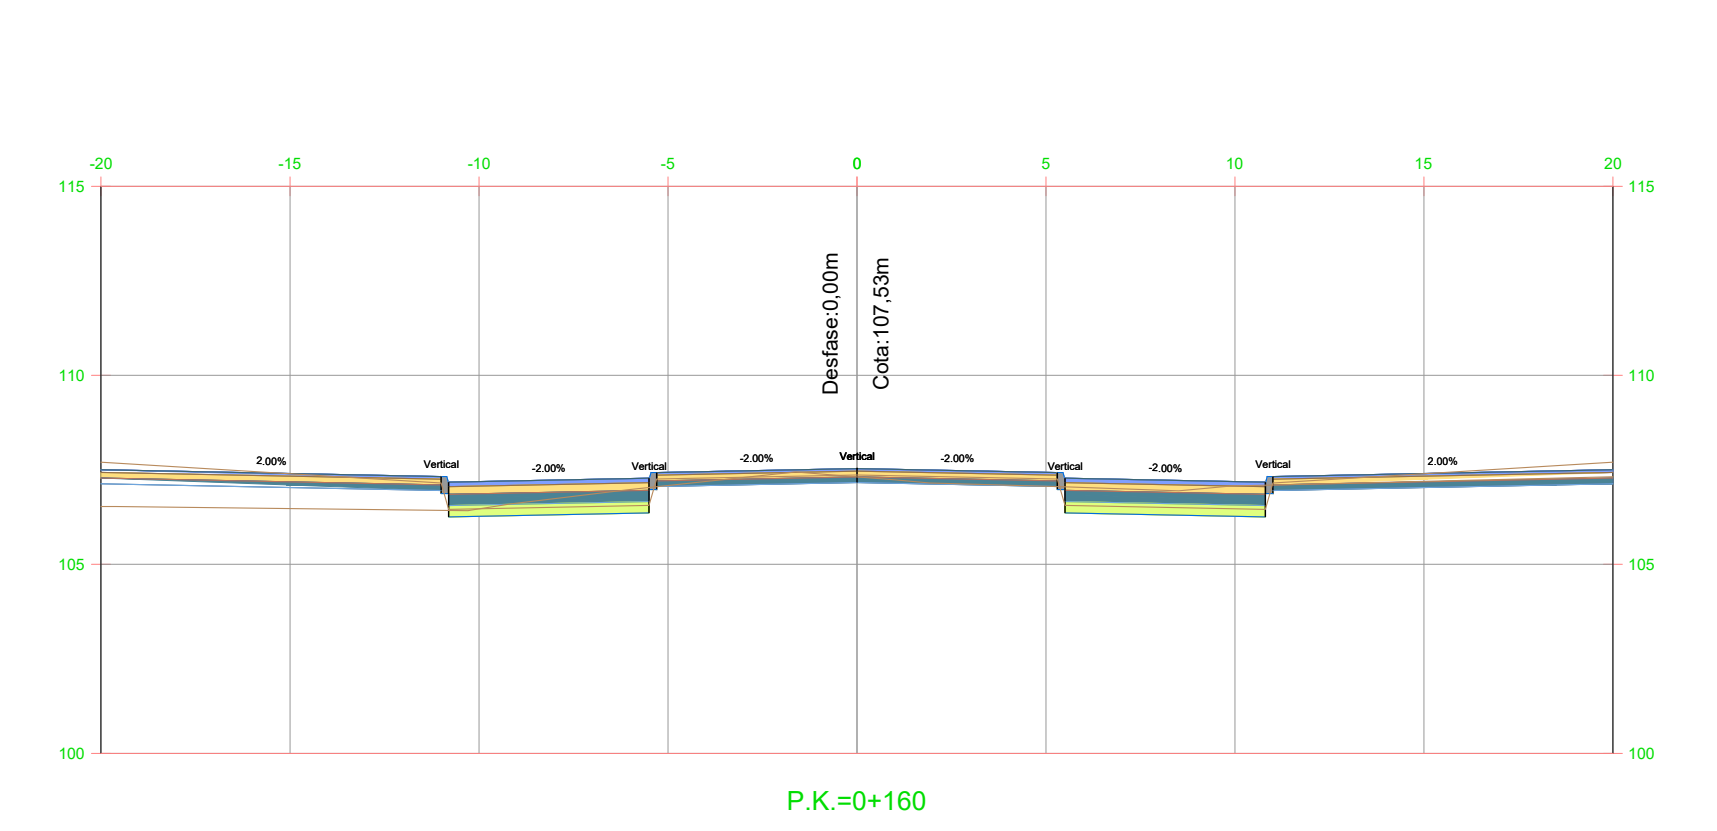 -20 -15 -10 -5 0 5 10 15 20
115 115
Desfase:0,00m
Cota:107,53m
110 110
2.00% Vertical -2.00% Vertical -2.00% Vertical -2.00% Vertical -2.00% Vertical 2.00%
105 105
100 100
P.K.=0+160